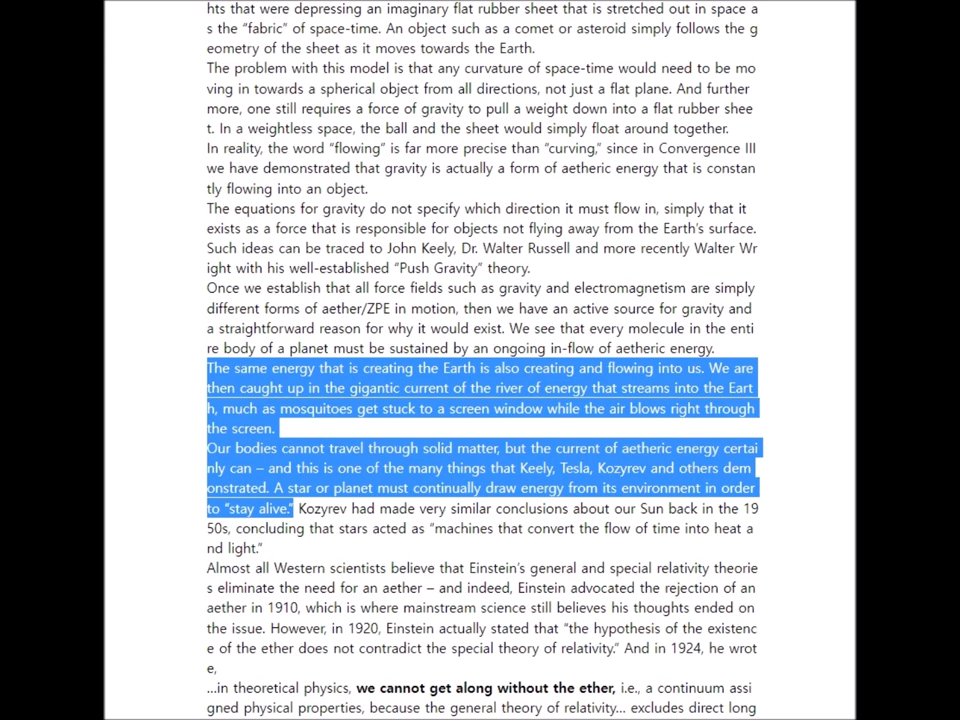 hts that were depressing an imaginary flat rubber sheet that is stretched out in space a
s the “fabric” of space-time. An object such as a comet or asteroid simply follows the g
eometry of the sheet as it moves towards the Earth.
The problem with this model is that any curvature of space-time would need to be mo
ving in towards a spherical object from all directions, not just a flat plane. And further
more, one still requires a force of gravity to pull a weight down into a flat rubber shee
t. In a weightless space, the ball and the sheet would simply float around together.
In reality, the word “flowing” is far more precise than “curving,” since in Convergence III
we have demonstrated that gravity is actually a form of aetheric energy that is constan
tly flowing into an object.
The equations for gravity do not specify which direction it must flow in, simply that it
exists as a force that is responsible for objects not flying away from the Earth’s surface.
Such ideas can be traced to John Keely, Dr. Walter Russell and more recently Walter Wr
ight with his well-established “Push Gravity” theory.
Once we establish that all force fields such as gravity and electromagnetism are simply
different forms of aether/ZPE in motion, then we have an active source for gravity and
a straightforward reason for why it would exist. We see that every molecule in the enti
re body of a planet must be sustained by an ongoing in-flow of aetheric energy.
The same energy that is creating the Earth is also creating and flowing into us. We are
then caught up in the gigantic current of the river of energy that streams into the Eart
h, much as mosquitoes get stuck to a screen window while the air blows right through
the screen.
Our bodies cannot travel through solid matter, but the current of aetheric energy certai
nly can – and this is one of the many things that Keely, Tesla, Kozyrev and others dem
onstrated. A star or planet must continually draw energy from its environment in order
to “stay alive.” Kozyrev had made very similar conclusions about our Sun back in the 19
50s, concluding that stars acted as “machines that convert the flow of time into heat a
nd light.”
Almost all Western scientists believe that Einstein’s general and special relativity theorie
s eliminate the need for an aether – and indeed, Einstein advocated the rejection of an
aether in 1910, which is where mainstream science still believes his thoughts ended on
the issue. However, in 1920, Einstein actually stated that “the hypothesis of the existenc
e of the ether does not contradict the special theory of relativity.” And in 1924, he wrot
e,
…in theoretical physics, we cannot get along without the ether, i.e., a continuum assi
gned physical properties, because the general theory of relativity… excludes direct long